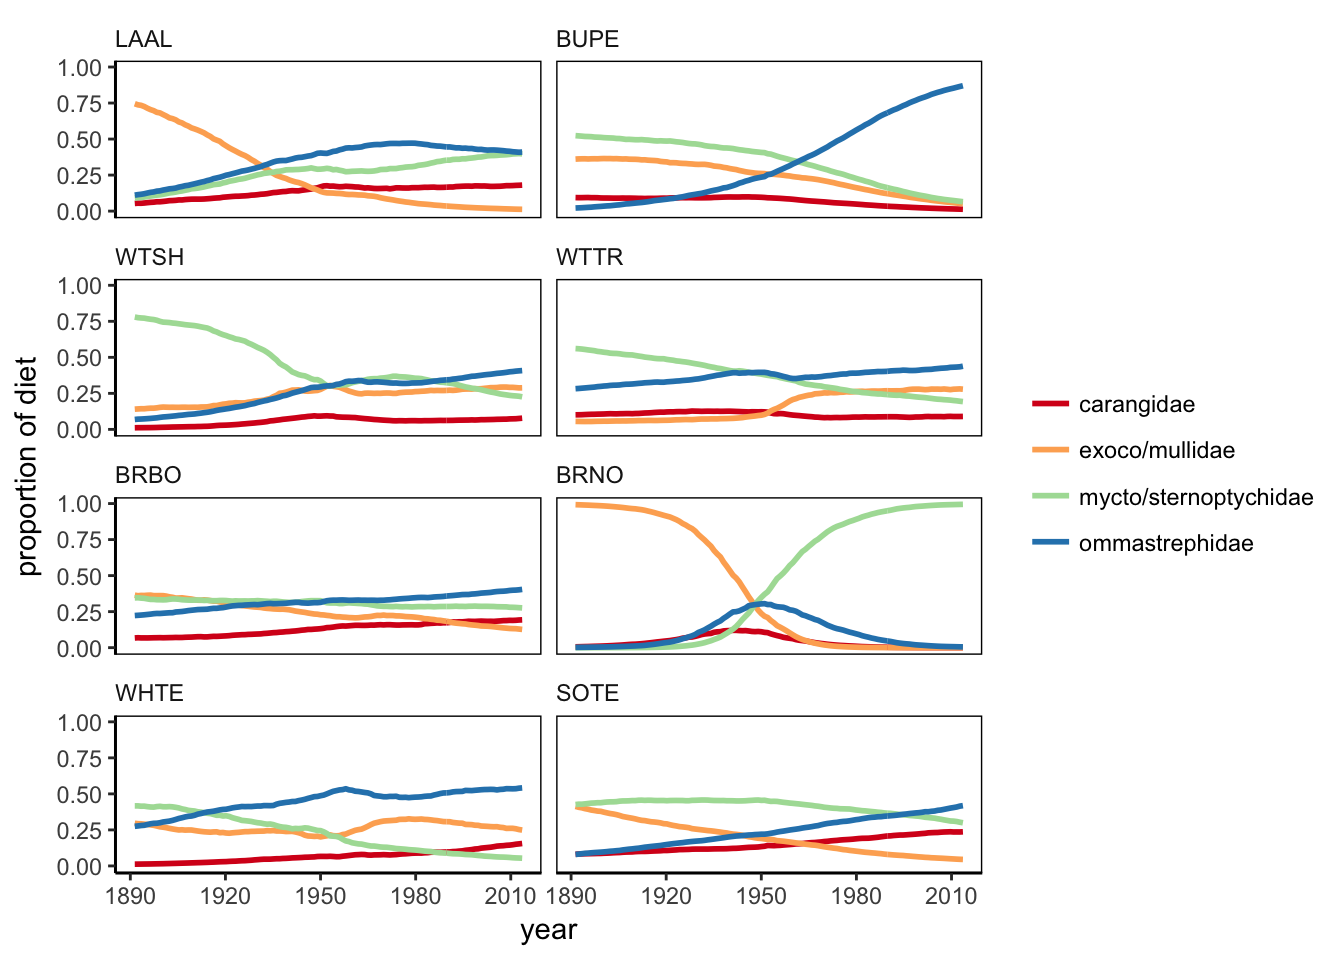 LAAL
BUPE
1.00
0.75
0.50
0.25
0.00
WTSH
WTTR
1.00
0.75
0.50
0.25
0.00
BRBO
BRNO
1.00
0.75
0.50
0.25
0.00
WHTE
SOTE
1.00
0.75
0.50
0.25
0.00
1890 1920 1950 1980 2010 1890 1920 1950 1980 2010
year
proportion of diet
carangidae
exoco/mullidae
mycto/sternoptychidae
ommastrephidae